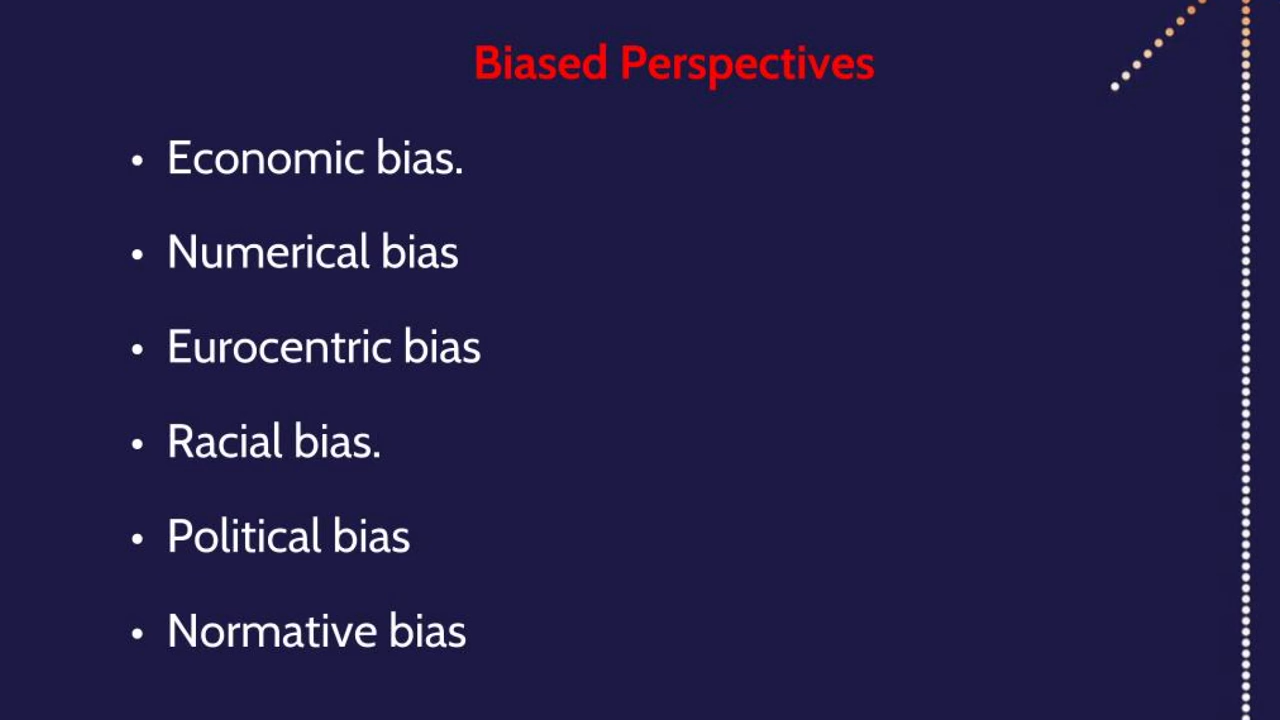 Biased Perspectives
• Economic bias.
• Numerical bias
• Eurocentric bias
• Racial bias.
• Political bias
• Normative bias